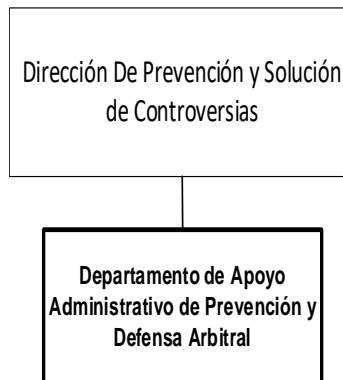 Dirección De Prevención y Solución
de Controversias
Departamento de Apoyo
Administrativo de Prevención y
Defensa Arbitral